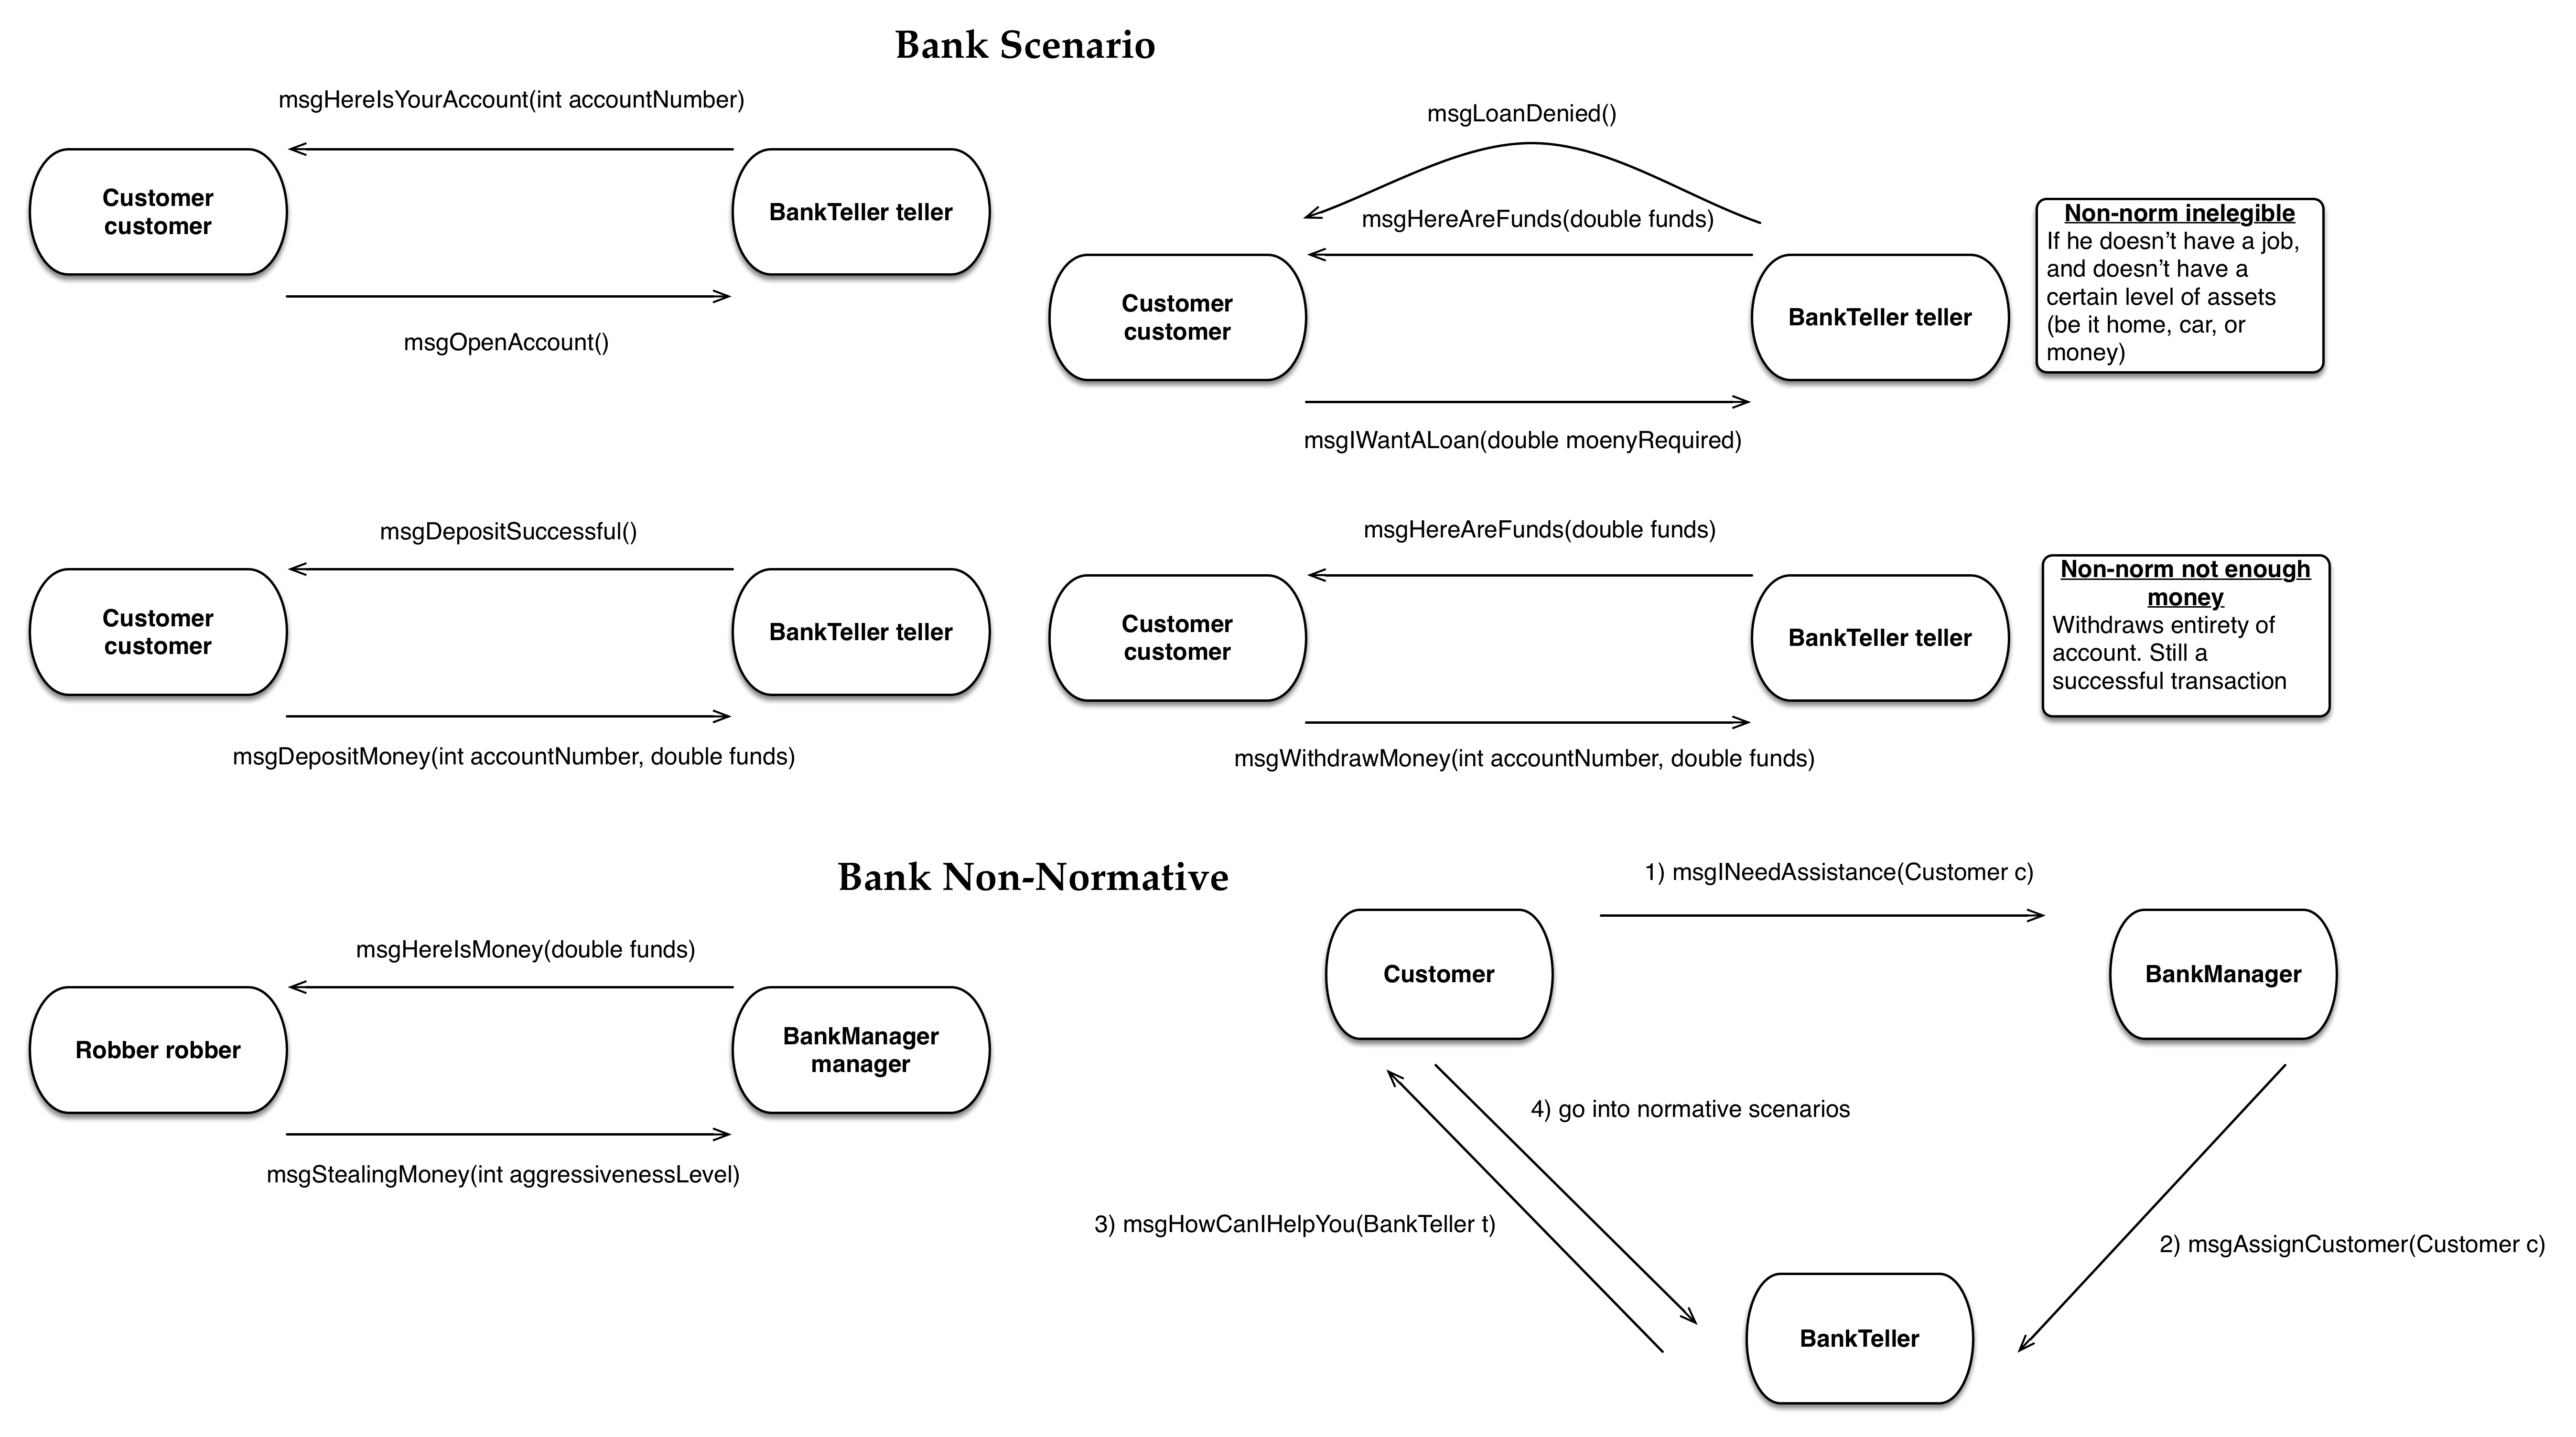 Bank Scenario
msgHereIsYourAccount(int accountNumber)
Customer
customer
BankTeller teller
msgOpenAccount()
msgLoanDenied()
msgHereAreFunds(double funds)
Customer
customer
BankTeller teller
msgIWantALoan(double moenyRequired)
Non-norm inelegible
If he doesn’t have a job,
and doesn’t have a
certain level of assets
(be it home, car, or
money)
msgDepositSuccessful()
Customer
customer
BankTeller teller
msgDepositMoney(int accountNumber, double funds)
msgHereAreFunds(double funds)
Customer
customer
BankTeller teller
msgWithdrawMoney(int accountNumber, double funds)
Non-norm not enough
money
Withdraws entirety of
account. Still a
successful transaction
Bank Non-Normative
msgHereIsMoney(double funds)
Robber robber
BankManager
manager
msgStealingMoney(int aggressivenessLevel)
1) msgINeedAssistance(Customer c)
Customer
BankManager
4) go into normative scenarios
3) msgHowCanIHelpYou(BankTeller t)
2) msgAssignCustomer(Customer c)
BankTeller